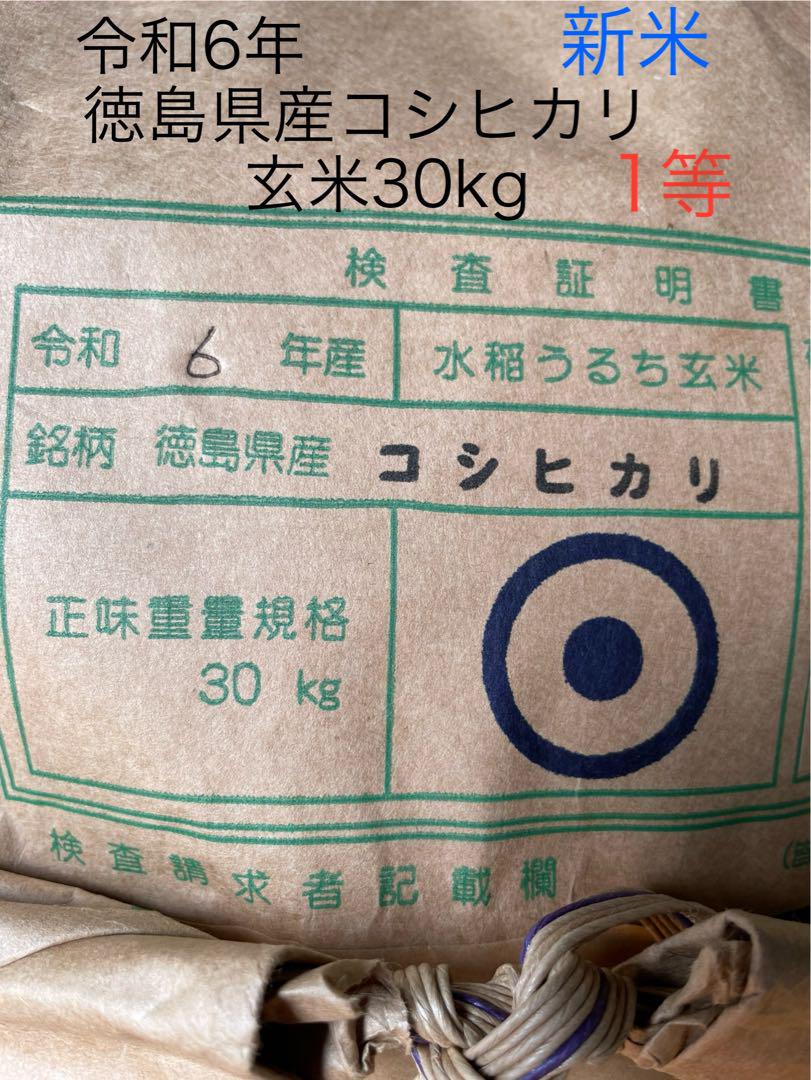 令和6年 新米
徳島県産コシヒカリ
玄米30kg 1等
検査証明書
令和 6 年産 水稲うるち玄米
銘柄 徳島県産 コシヒカリ
正味重量規格
30 kg
検査請求者記載欄